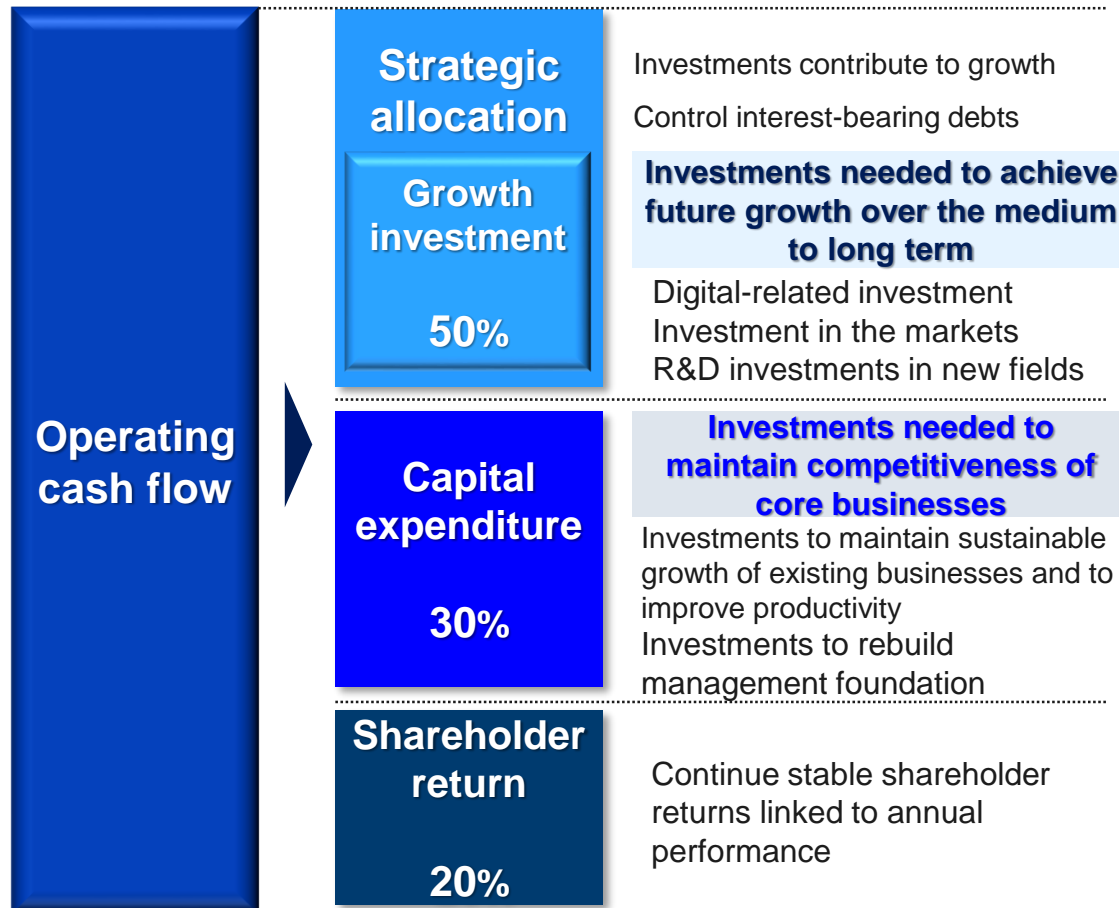 Operating
cash flow
Strategic
allocation
Growth
investment
50%
Investments contribute to growth
Control interest-bearing debts
Investments needed to achieve
future growth over the medium
to long term
Digital-related investment
Investment in the markets
R&D investments in new fields
Capital
expenditure
30%
Investments needed to
maintain competitiveness of
core businesses
Investments to maintain sustainable
growth of existing businesses and to
improve productivity
Investments to rebuild
management foundation
Shareholder
return
20%
Continue stable shareholder
returns linked to annual
performance